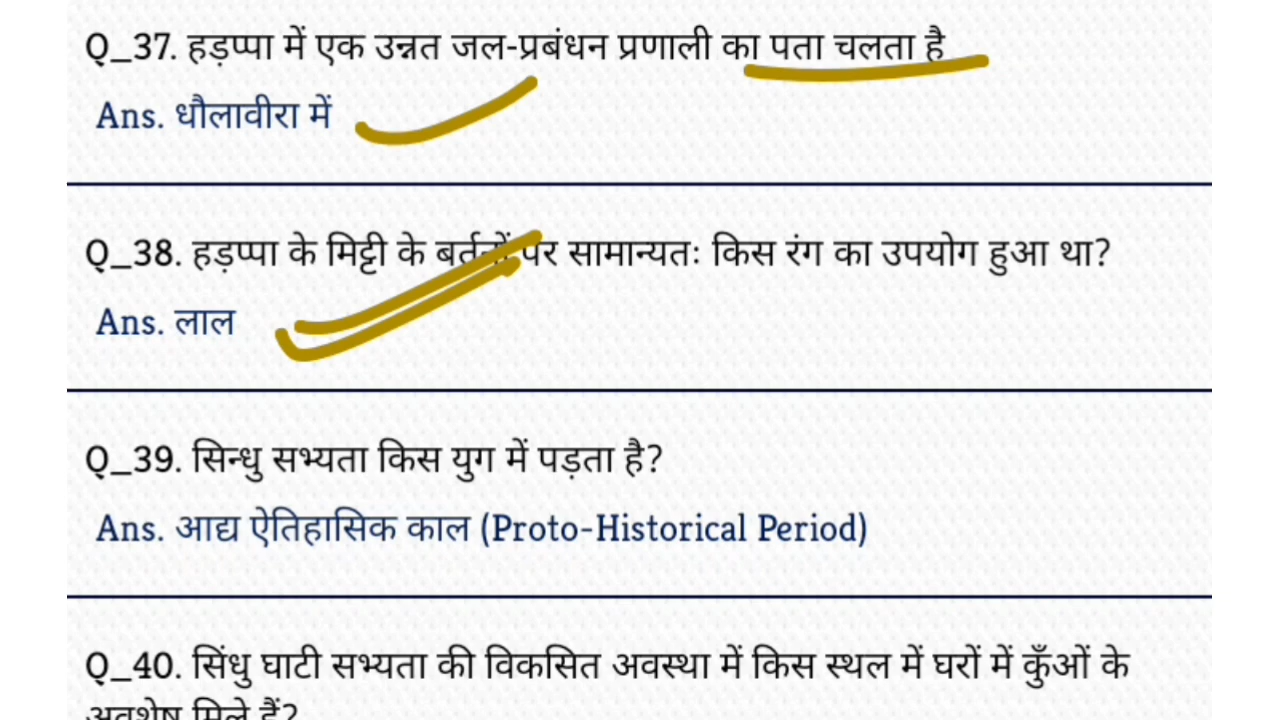 Q_37. हड़प्पा में एक उन्नत जल-प्रबंधन प्रणाली का पता चलता है
Ans. धौलावीरा में
Q_38. हड़प्पा के मिट्टी के बर्तनों पर सामान्यतः किस रंग का उपयोग हुआ था?
Ans. लाल
Q_39. सिन्धु सभ्यता किस युग में पड़ता है?
Ans. आद्य ऐतिहासिक काल (Proto-Historical Period)
Q_40. सिंधु घाटी सभ्यता की विकसित अवस्था में किस स्थल में घरों में कुँओं के
अवशेष मिले हैं?